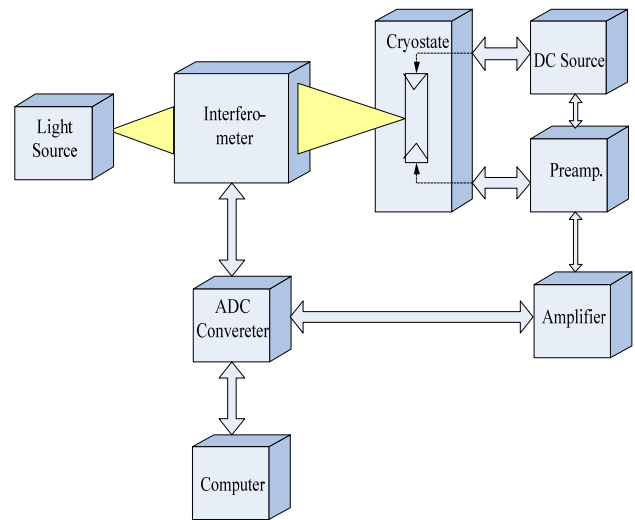 Cryostate
DC Source
Light
Source
Interfero-
meter
Preamp.
ADC
Convereter
Amplifier
Computer